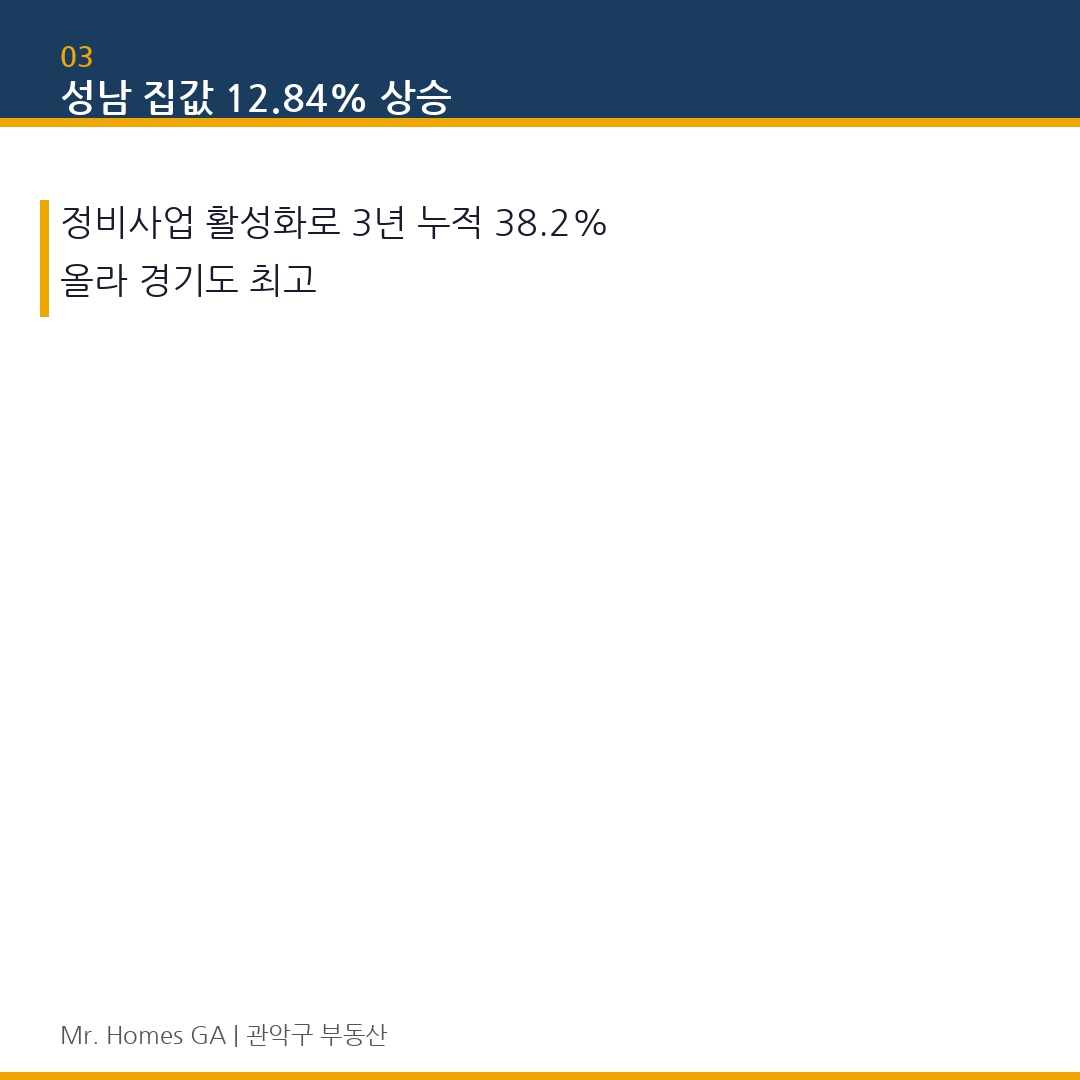 03
성남 집값 12.84% 상승
정비사업 활성화로 3년 누적 38.2%
올라 경기도 최고
Mr. Homes GA | 관악구 부동산